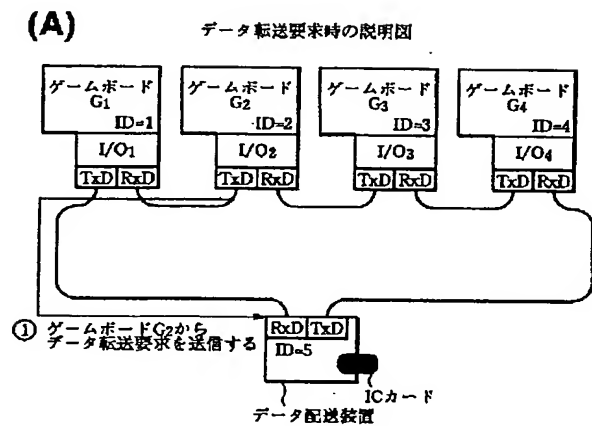 (A)
データ転送要求時の説明図
ゲームボード
G1
ID=1
I/O1
TxD RxD
ゲームボード
G2
ID=2
I/O2
TxD RxD
ゲームボード
G3
ID=3
I/O3
TxD RxD
ゲームボード
G4
ID=4
I/O4
TxD RxD
① ゲームボードG2から
データ転送要求を送信する
RxD TxD
ID=5
ICカード
データ配送装置